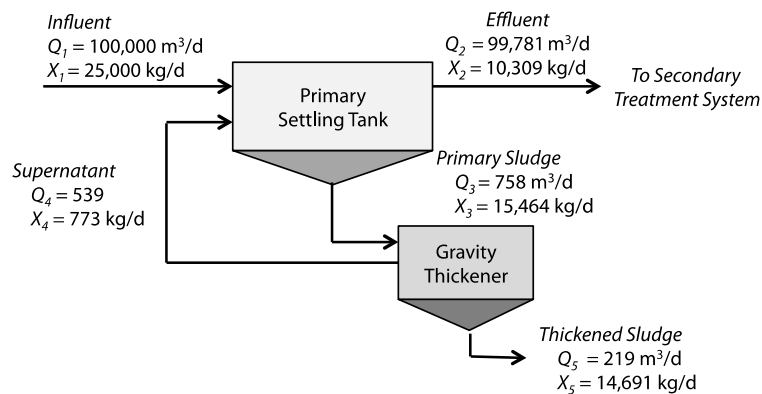 Influent
Q1 = 100,000 m³/d
X1 = 25,000 kg/d
Effluent
Q2 = 99,781 m³/d
X2 = 10,309 kg/d
To Secondary
Treatment System
Primary
Settling Tank
Supernatant
Q4 = 539
X4 = 773 kg/d
Primary Sludge
Q3 = 758 m³/d
X3 = 15,464 kg/d
Gravity
Thickener
Thickened Sludge
Q5 = 219 m³/d
X5 = 14,691 kg/d